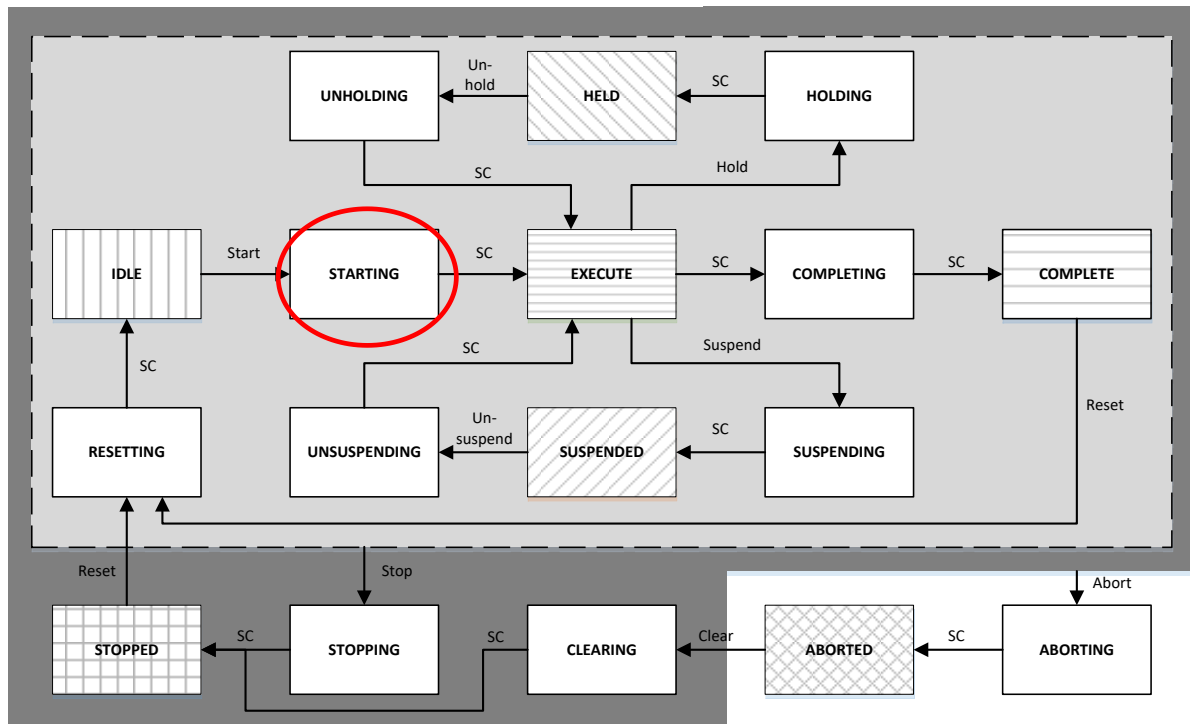 Un-
hold
SC
UNHOLDING
HELD
HOLDING
SC
Hold
Start
SC
SC
SC
IDLE
STARTING
EXECUTE
COMPLETING
COMPLETE
SC
Suspend
SC
Reset
Un-
suspend
SC
RESETTING
UNSUSPENDING
SUSPENDED
SUSPENDING
Reset
Stop
Abort
SC
SC
Clear
SC
STOPPED
STOPPING
CLEARING
ABORTED
ABORTING